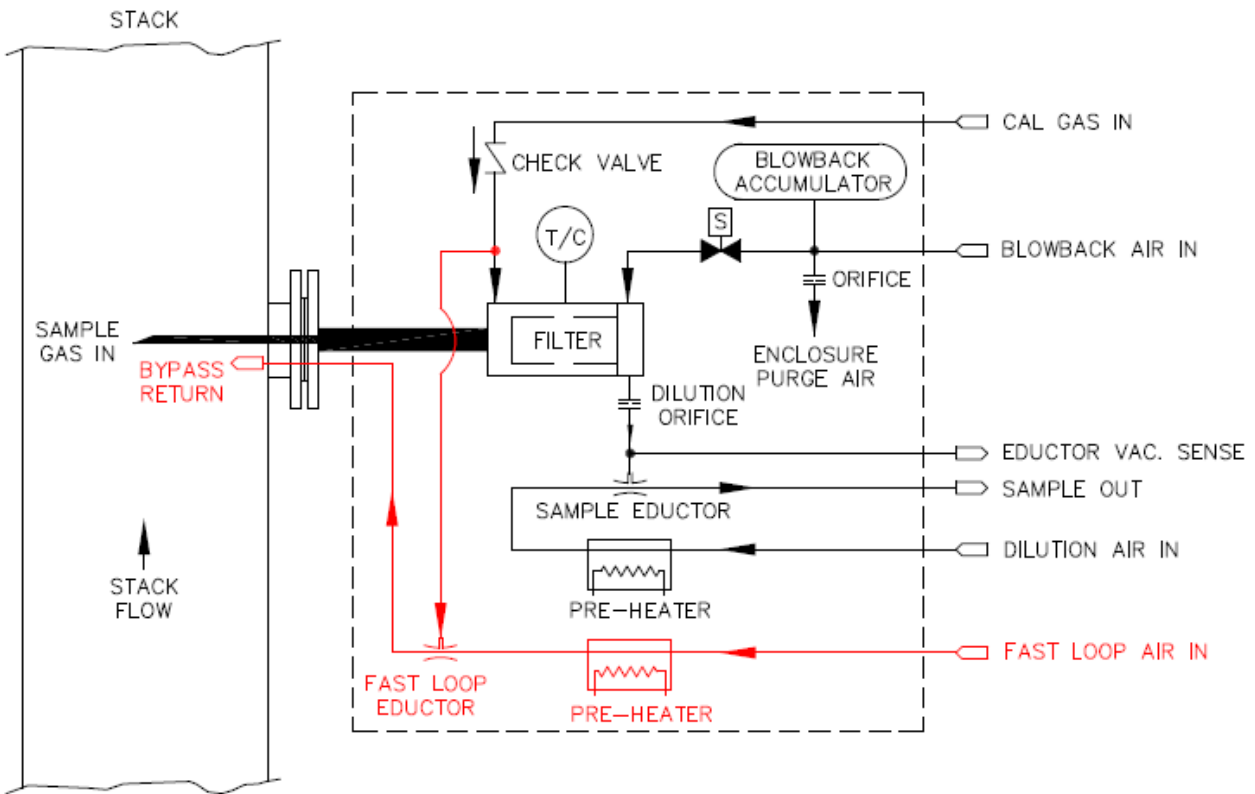 STACK
CAL GAS IN
CHECK VALVE
BLOWBACK
ACCUMULATOR
S
T/C
BLOWBACK AIR IN
ORIFICE
SAMPLE
GAS IN
FILTER
ENCLOSURE
PURGE AIR
BYPASS
RETURN
DILUTION
ORIFICE
EDUCTOR VAC. SENSE
SAMPLE OUT
SAMPLE EDUCTOR
DILUTION AIR IN
STACK
FLOW
PRE-HEATER
FAST LOOP AIR IN
FAST LOOP
EDUCTOR
PRE-HEATER